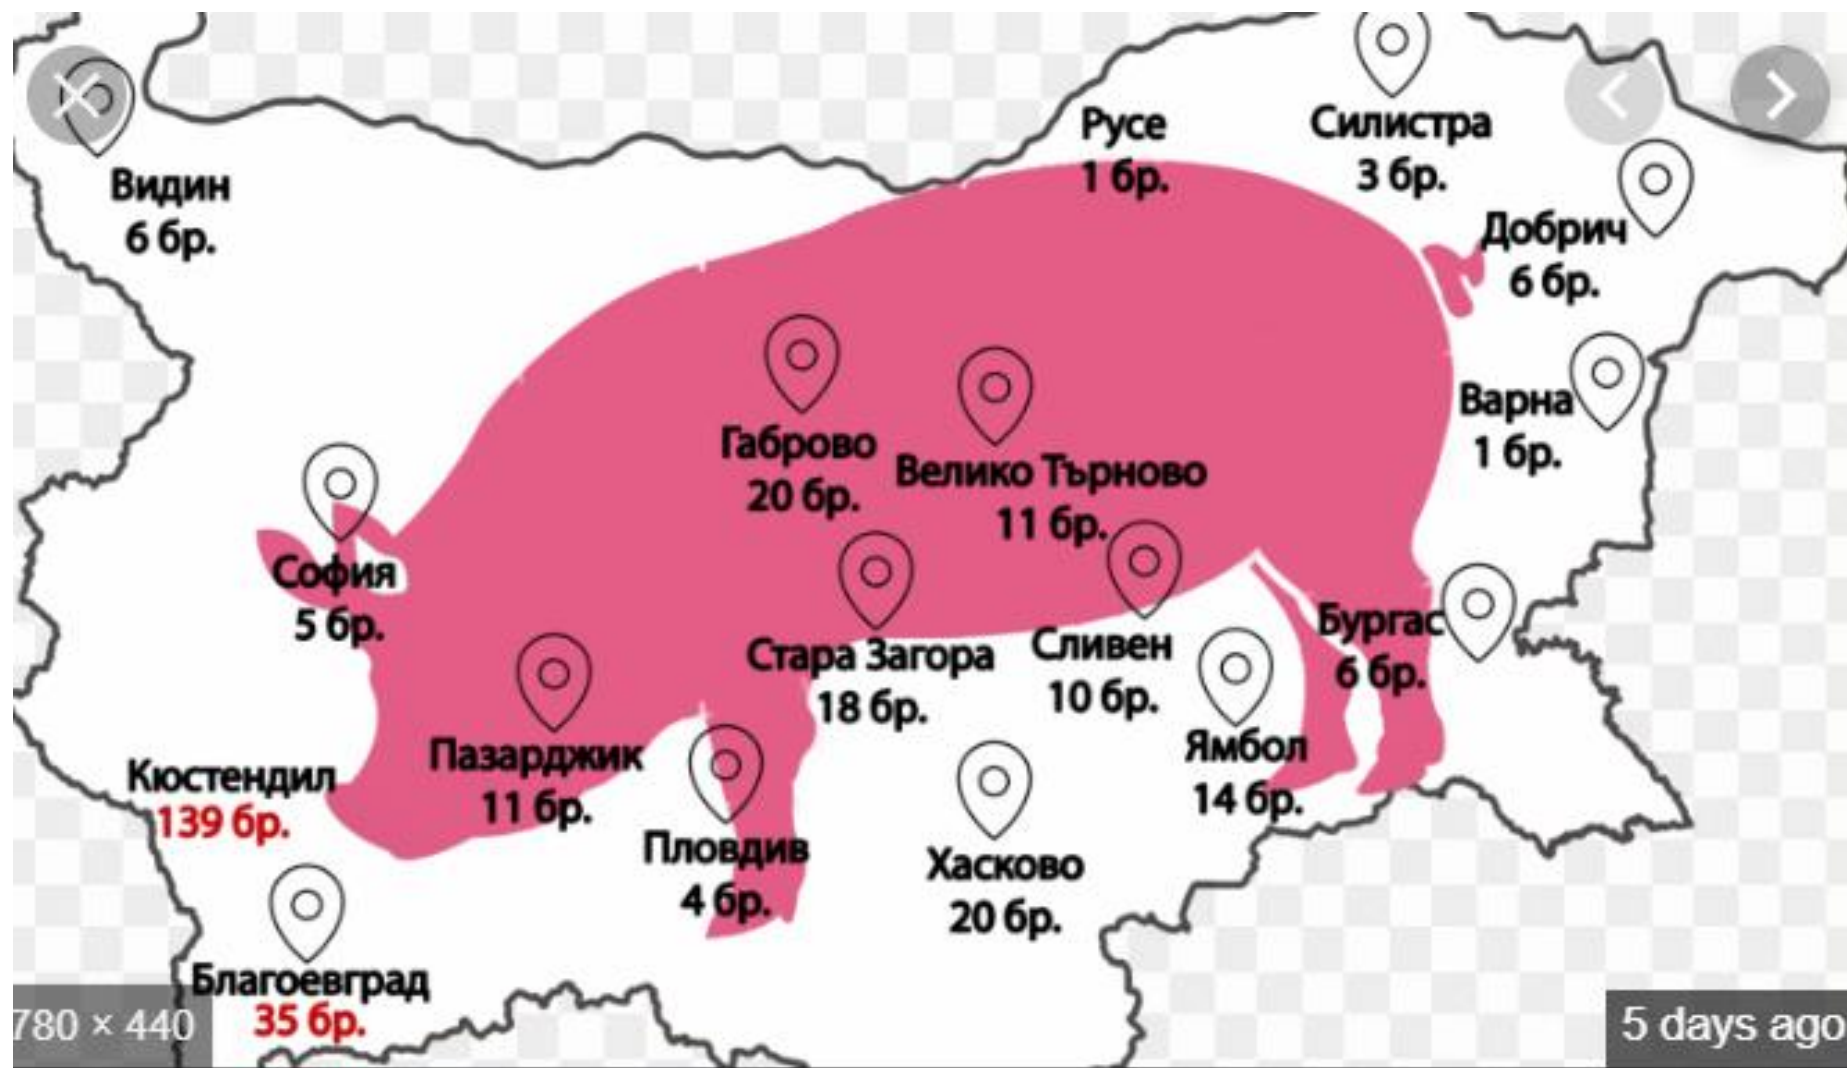 Русе
1 бр.
Силистра
3 бр.
Видин
6 бр.
Добрич
6 бр.
Варна
1 бр.
Габрово
20 бр.
Велико Търново
11 бр.
София
5 бр.
Стара Загора
18 бр.
Сливен
10 бр.
Бургас
6 бр.
Ямбол
14 бр.
Кюстендил
139 бр.
Пазарджик
11 бр.
Пловдив
4 бр.
Хасково
20 бр.
Благоевград
35 бр.
780 × 440
5 days ago